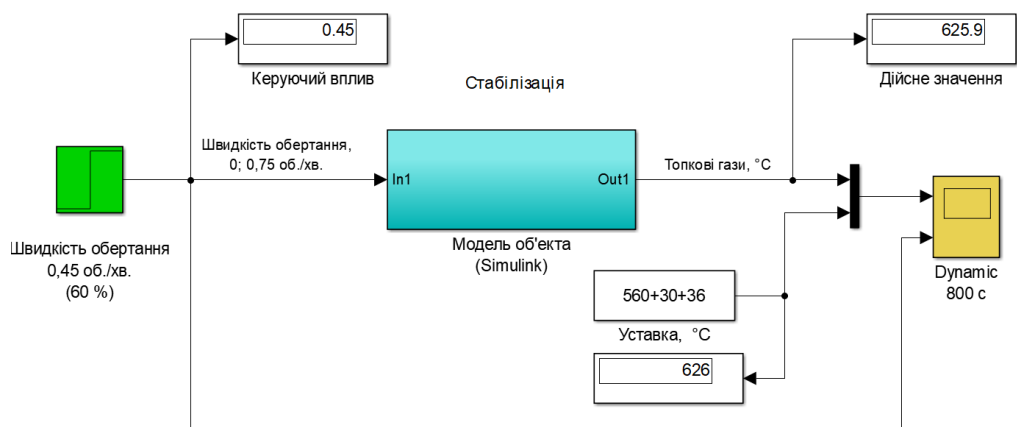 0.45
Керуючий вплив
625.9
Дійсне значення
Стабілізація
Швидкість обертання,
0; 0,75 об./хв.
In1
Out1
Топкові гази, °C
Швидкість обертання
0,45 об./хв.
(60 %)
Модель об'екта
(Simulink)
560+30+36
Уставка, °C
626
Dynamic
800 с